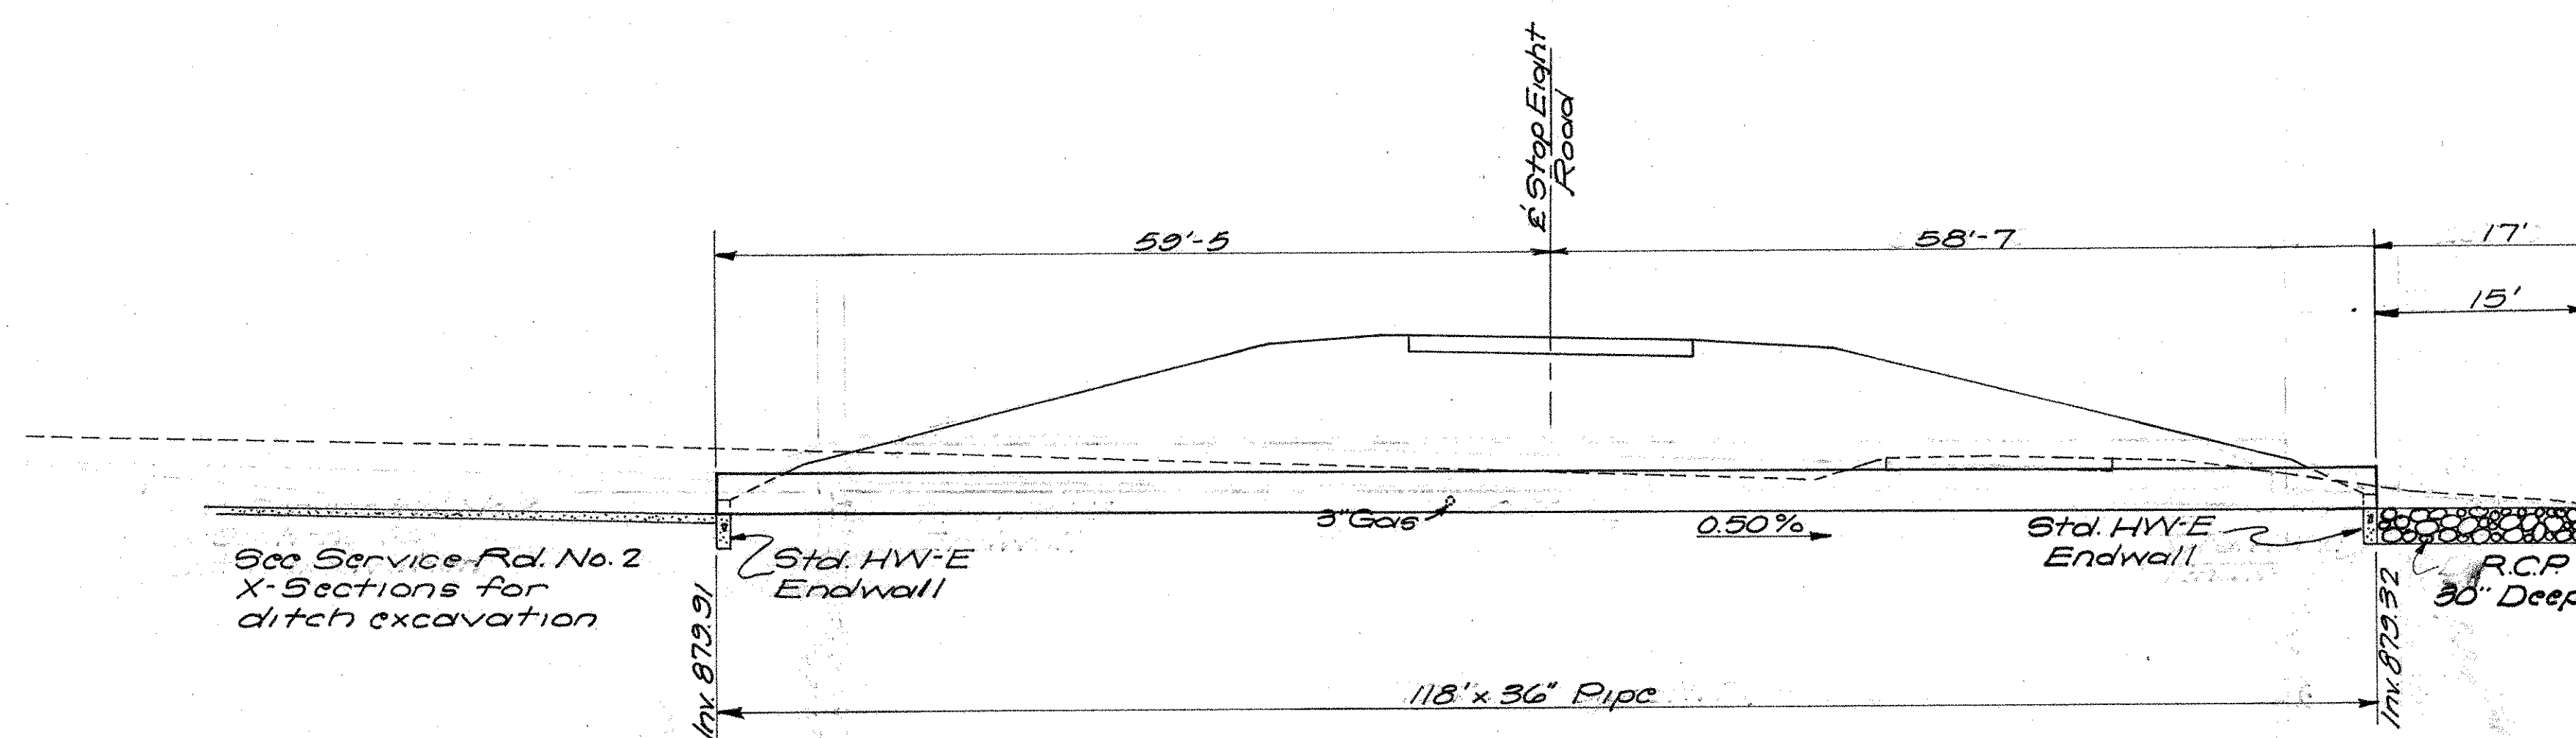 ℄ Stop Eight
Road
59'-5
58'-7
17'
15'
3" Gas
0.50%
Std. HW-E
Endwall
R.C.P.
30" Deep
See Service Rd. No. 2
X-Sections for
ditch excavation
Std. HW-E
Endwall
Inv. 879.91
Inv. 879.32
118' x 36" Pipe